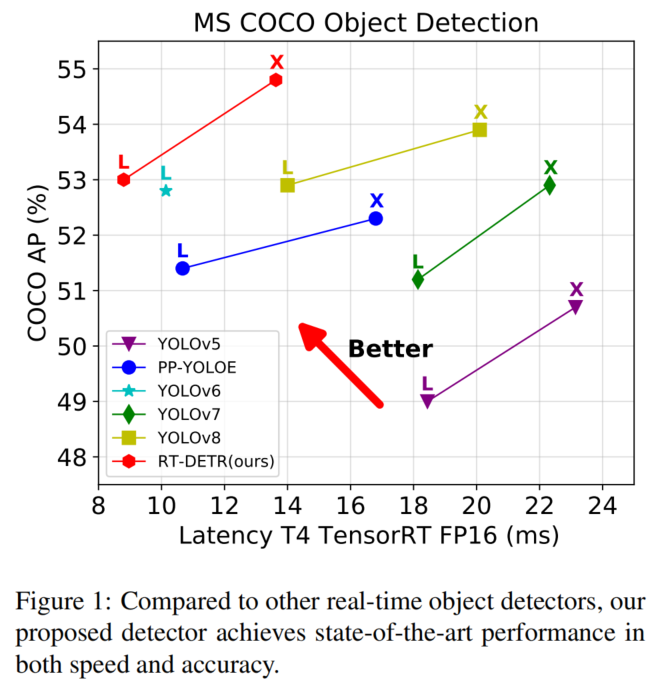 MS COCO Object Detection
COCO AP (%)
55
54
53
52
51
50
49
48
X
L
L
X
L
X
L
X
L
X
L
Better
YOLOv5
PP-YOLOE
YOLOv6
YOLOv7
YOLOv8
RT-DETR(ours)
8 10 12 14 16 18 20 22 24
Latency T4 TensorRT FP16 (ms)
Figure 1: Compared to other real-time object detectors, our
proposed detector achieves state-of-the-art performance in
both speed and accuracy.